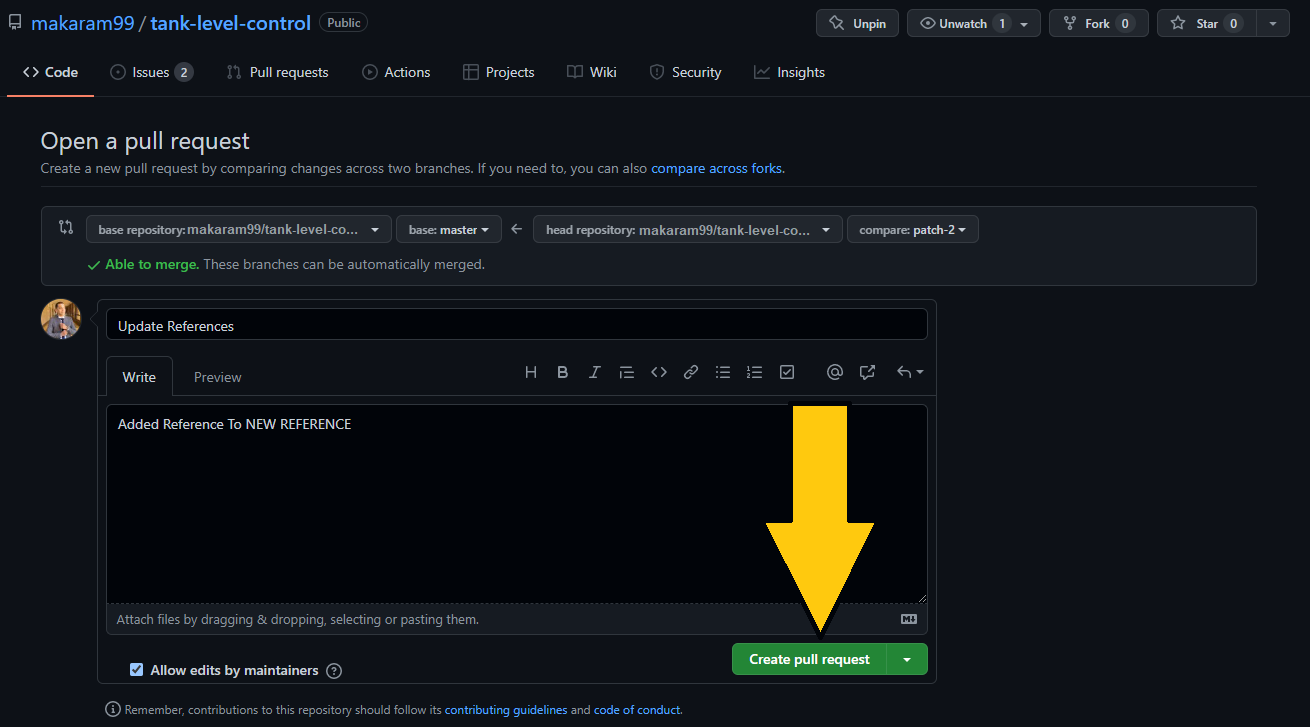 makaram99 / tank-level-control Public Unpin Unwatch 1 Fork 0 Star 0
Code Issues 2 Pull requests Actions Projects Wiki Security Insights
Open a pull request
Create a new pull request by comparing changes across two branches. If you need to, you can also compare across forks.
base repository: makaram99/tank-level-co... base: master head repository: makaram99/tank-level-co... compare: patch-2
Able to merge. These branches can be automatically merged.
Update References
Write Preview H B I @
Added Reference To NEW REFERENCE
Attach files by dragging & dropping, selecting or pasting them. M
Create pull request
Allow edits by maintainers ?
Remember, contributions to this repository should follow its contributing guidelines and code of conduct.